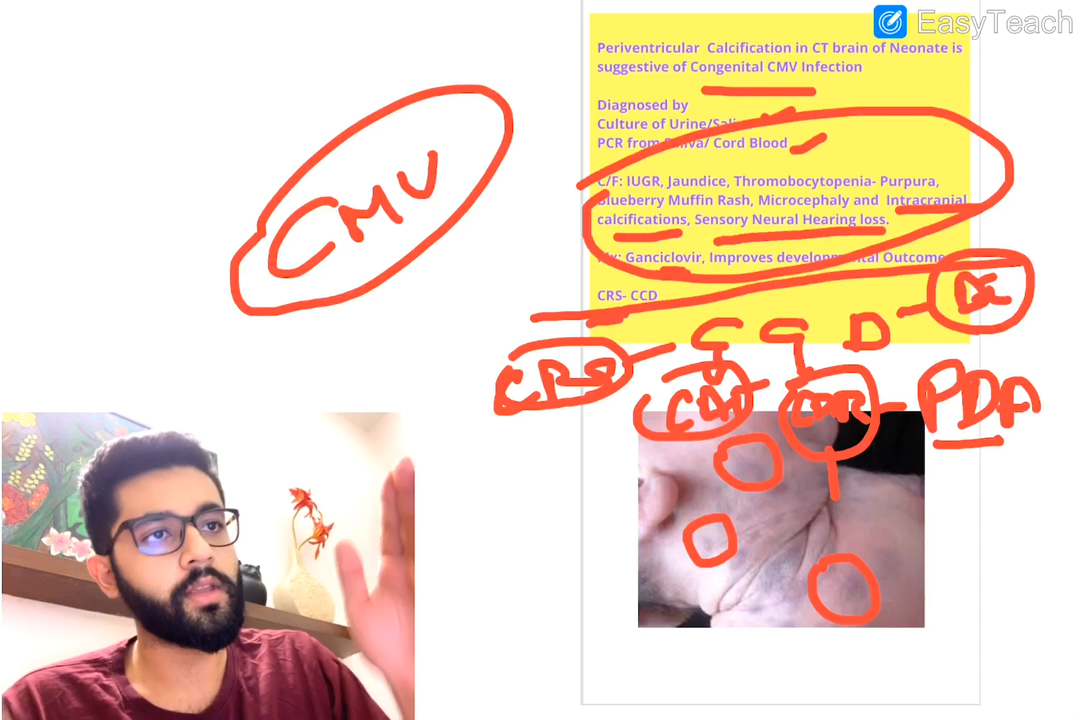 EasyTeach
Periventricular Calcification in CT brain of Neonate is
suggestive of Congenital CMV Infection
Diagnosed by
Culture of Urine/
PCR from Saliva/ Cord Blood
C/F: IUGR, Jaundice, Thrombocytopenia- Purpura,
Blueberry Muffin Rash, Microcephaly and Intracranial
calcifications, Sensory Neural Hearing loss.
Ganciclovir, Improves developmental Outcome
CRS- CCD
CMV
CRS
C C D
PDA